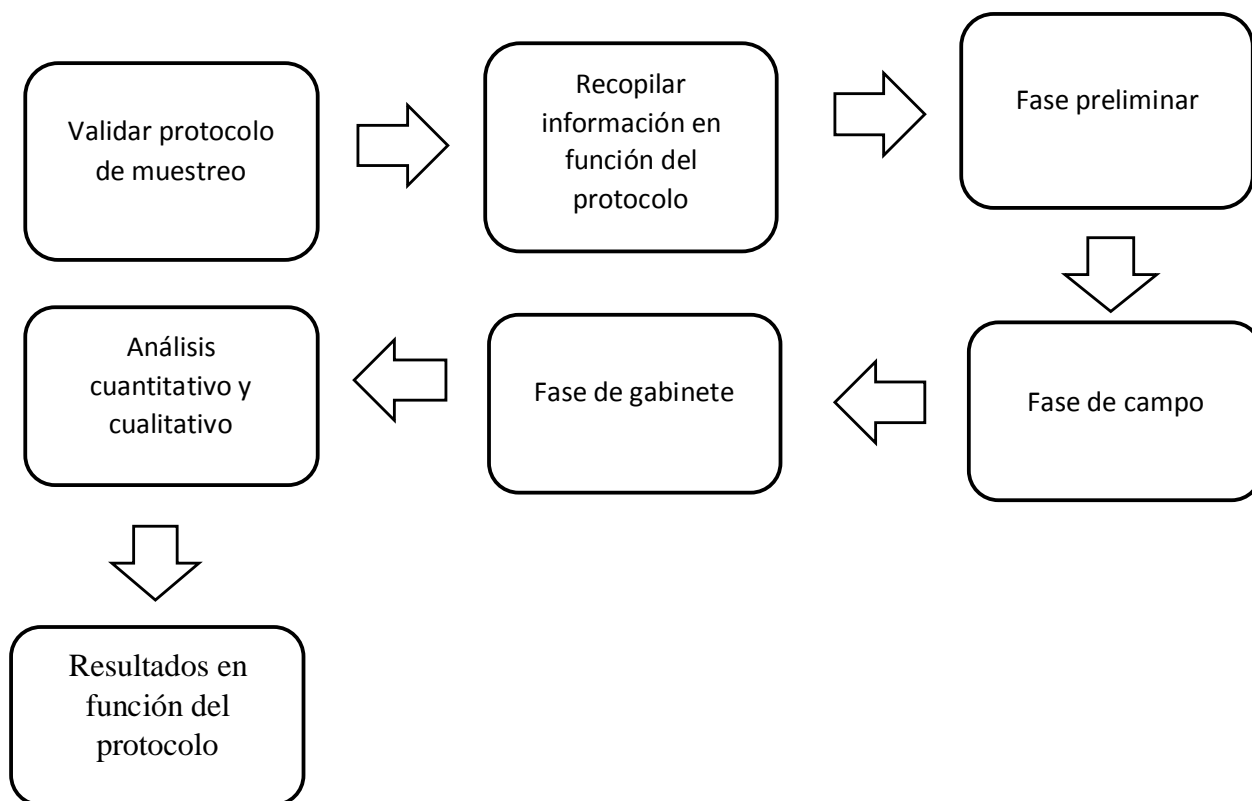 Validar protocolo
de muestreo
Recopilar
información en
función del
protocolo
Fase preliminar
Fase de campo
Fase de gabinete
Análisis
cuantitativo y
cualitativo
Resultados en
función del
protocolo